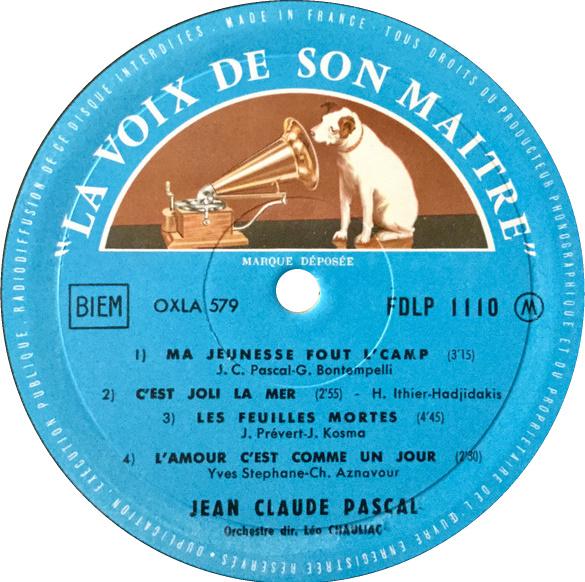 MADE IN FRANCE · TOUS DROITS DU PRODUCTEUR PHONOGRAPHIQUE ET DU PROPRIÉTAIRE DE L'ŒUVRE ENREGISTRÉE RÉSERVÉS · DUPLICATION · EXÉCUTION PUBLIQUE · RADIODIFFUSION DE CE DISQUE INTERDITES ·
"LA VOIX DE SON MAITRE"
MARQUE DÉPOSÉE
BIEM OXLA 579 FDLP 1110 M
1) MA JEUNESSE FOUT L'CAMP (3'15)
J. C. Pascal-G. Bontempelli
2) C'EST JOLI LA MER (2'55) - H. Ithier-Hadjidakis
3) LES FEUILLES MORTES (4'45)
J. Prévert-J. Kosma
4) L'AMOUR C'EST COMME UN JOUR (2'30)
Yves Stephane-Ch. Aznavour
JEAN CLAUDE PASCAL
Orchestre dir. Léo CHAULIAC